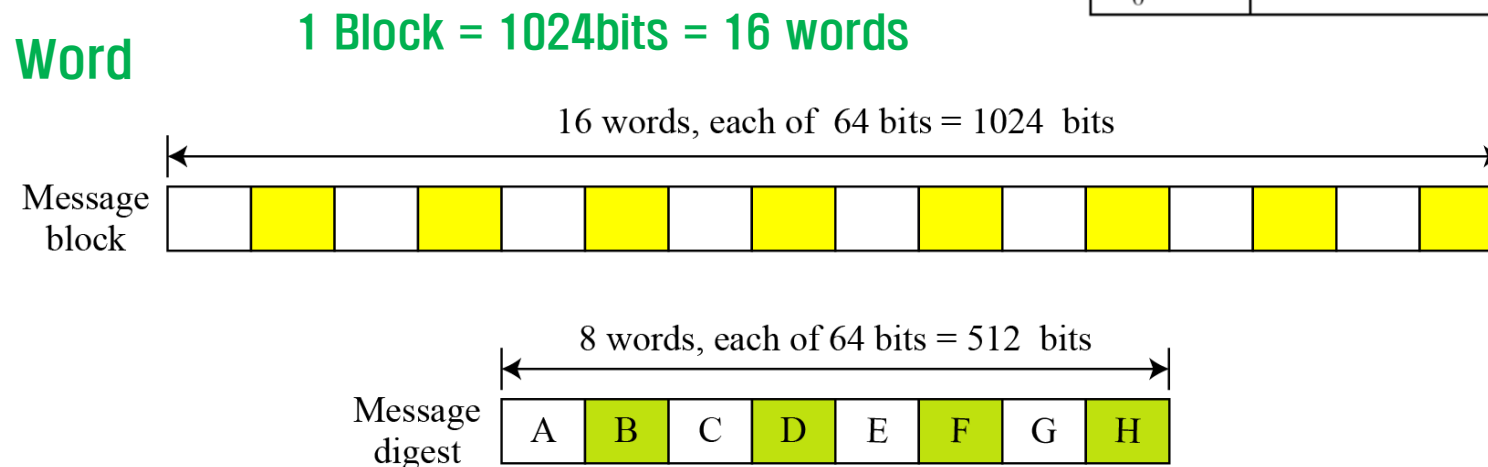 1 Block = 1024bits = 16 words
Word
16 words, each of 64 bits = 1024 bits
Message
block
8 words, each of 64 bits = 512 bits
Message
digest
A B C D E F G H